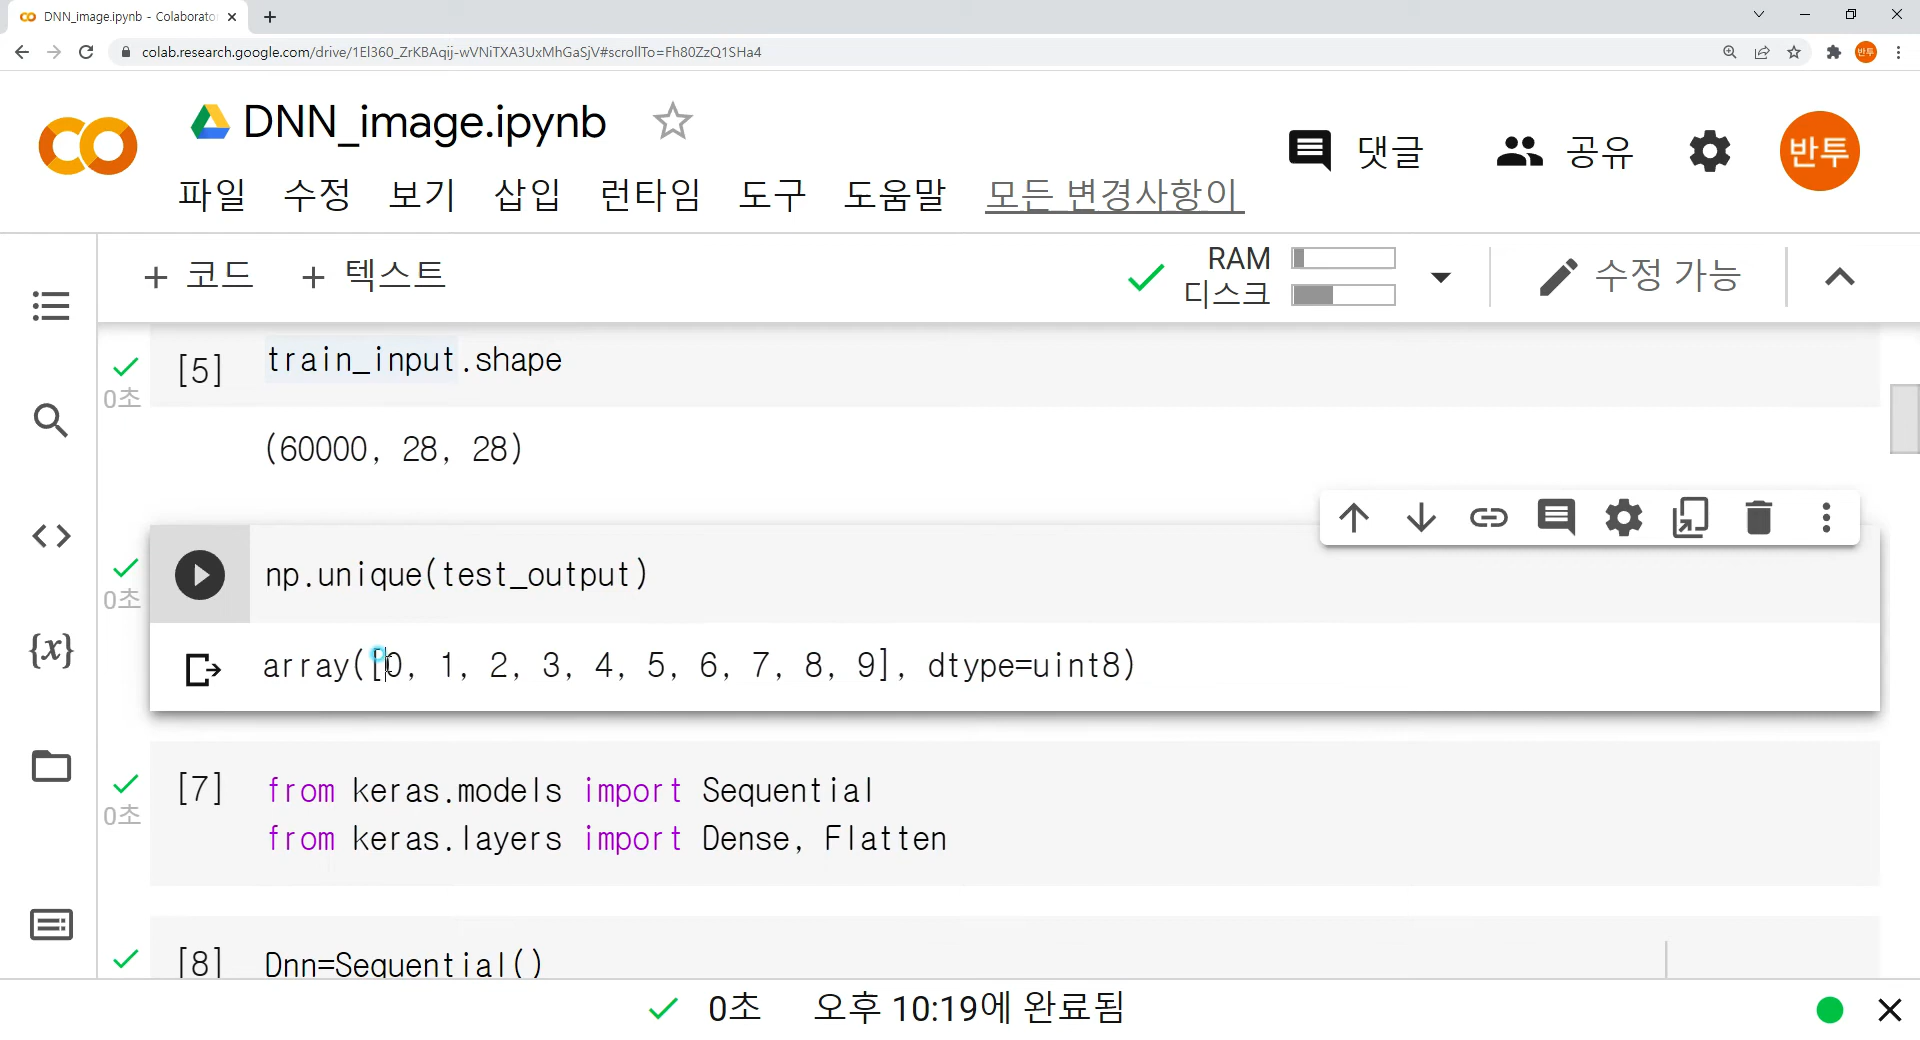 DNN_image.ipynb - Colaborato
colab.research.google.com/drive/1El360_ZrKBAqij-wVNiTXA3UxMhGaSjV#scrollTo=Fh80ZzQ1SHa4
반투
DNN_image.ipynb
댓글
공유
반투
파일 수정 보기 삽입 런타임 도구 도움말 모든 변경사항이
+ 코드 + 텍스트
RAM
디스크
수정 가능
[5] train_input.shape
0초
(60000, 28, 28)
np.unique(test_output)
0초
array([0, 1, 2, 3, 4, 5, 6, 7, 8, 9], dtype=uint8)
{x}
[7] from keras.models import Sequential
0초
from keras.layers import Dense, Flatten
[8] Dnn=Sequential()
0초 오후 10:19에 완료됨